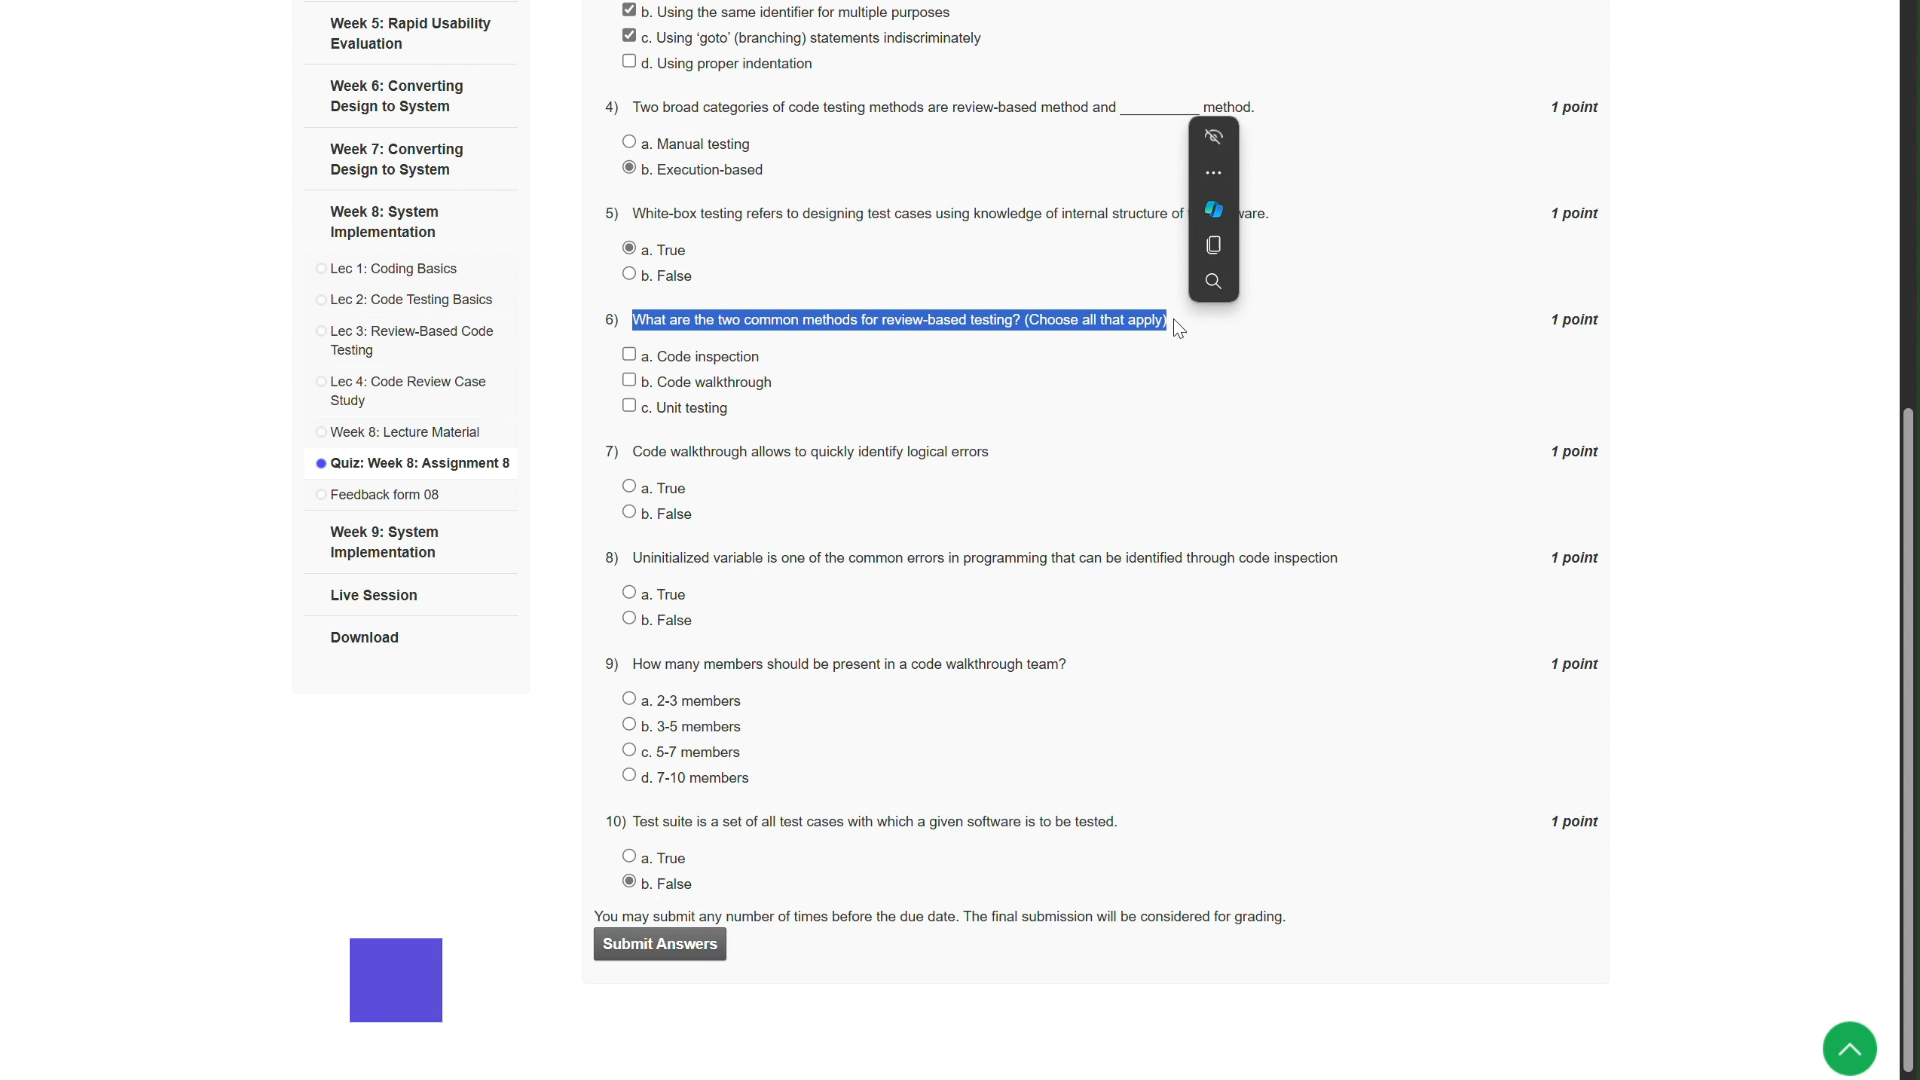 Week 5: Rapid Usability
Evaluation
Week 6: Converting
Design to System
Week 7: Converting
Design to System
Week 8: System
Implementation
Lec 1: Coding Basics
Lec 2: Code Testing Basics
Lec 3: Review-Based Code
Testing
Lec 4: Code Review Case
Study
Week 8: Lecture Material
Quiz: Week 8: Assignment 8
Feedback form 08
Week 9: System
Implementation
Live Session
Download
b. Using the same identifier for multiple purposes
c. Using ‘goto’ (branching) statements indiscriminately
d. Using proper indentation
4) Two broad categories of code testing methods are review-based method and __________ method. 1 point
a. Manual testing
b. Execution-based
5) White-box testing refers to designing test cases using knowledge of internal structure of 1 point
a. True
b. False
6) What are the two common methods for review-based testing? (Choose all that apply) 1 point
a. Code inspection
b. Code walkthrough
c. Unit testing
7) Code walkthrough allows to quickly identify logical errors 1 point
a. True
b. False
8) Uninitialized variable is one of the common errors in programming that can be identified through code inspection 1 point
a. True
b. False
9) How many members should be present in a code walkthrough team? 1 point
a. 2-3 members
b. 3-5 members
c. 5-7 members
d. 7-10 members
10) Test suite is a set of all test cases with which a given software is to be tested. 1 point
a. True
b. False
You may submit any number of times before the due date. The final submission will be considered for grading.
Submit Answers